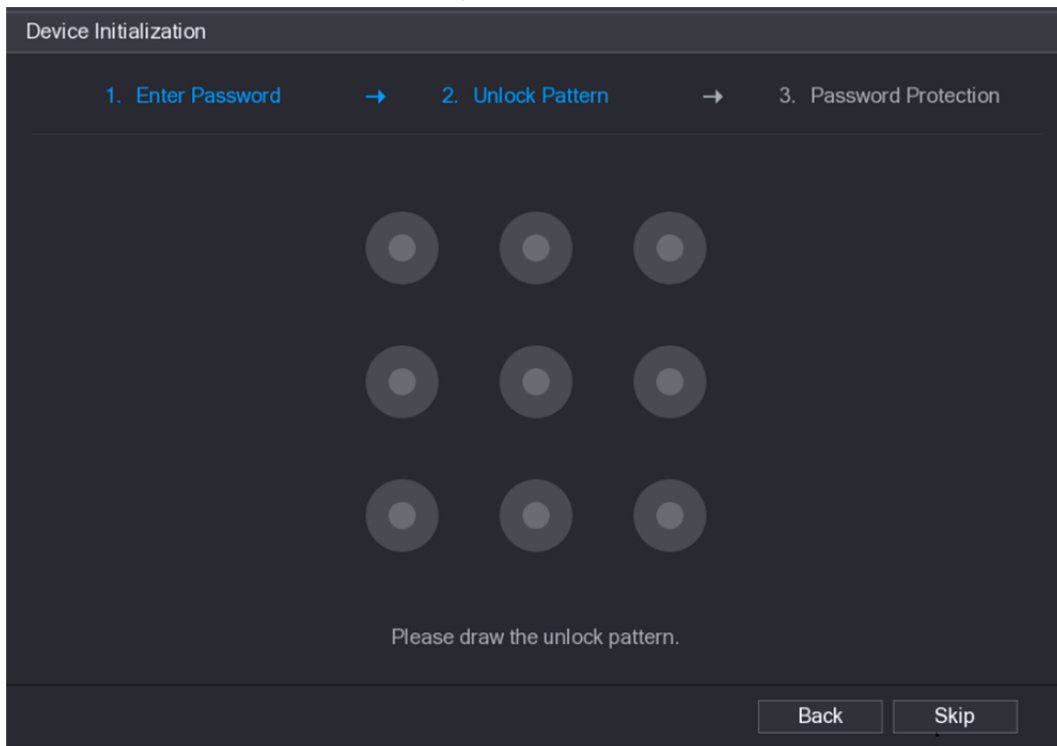 Device Initialization
1. Enter Password → 2. Unlock Pattern → 3. Password Protection
Please draw the unlock pattern.
Back Skip